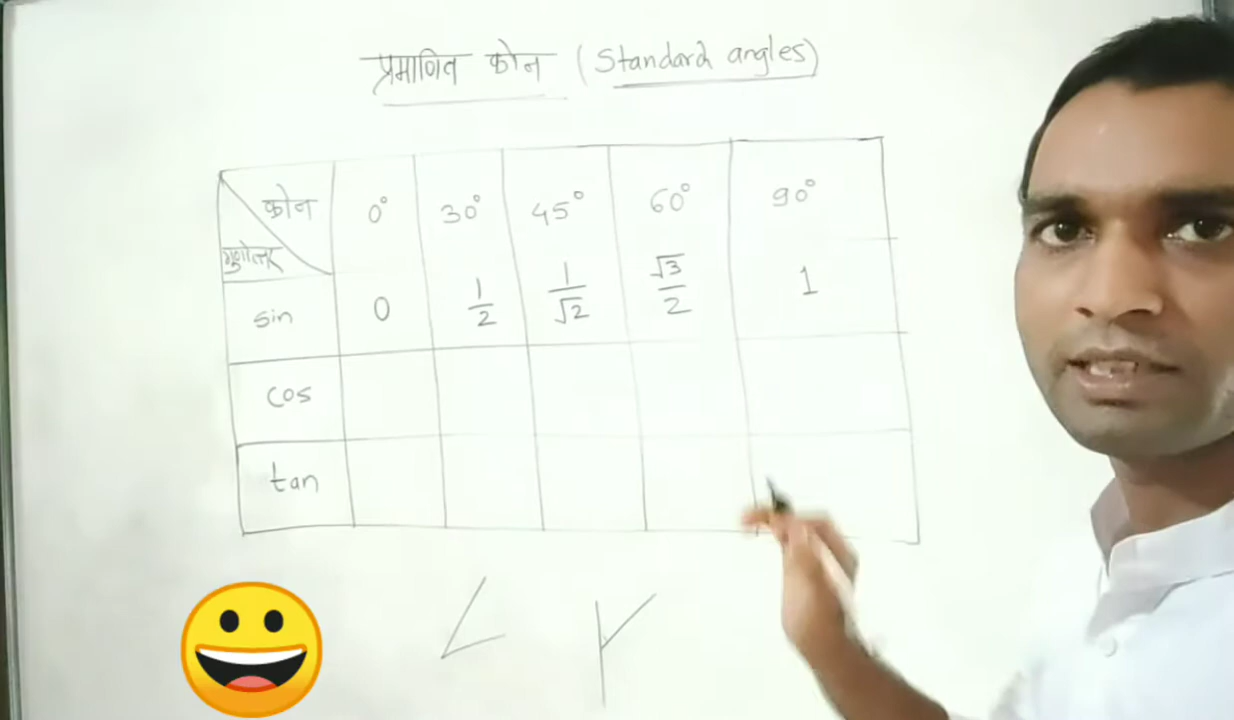 प्रमाणित कोन (Standard angles)
कोन 0° 30° 45° 60° 90°
गुणोत्तर
sin 0 1/2 1/√2 √3/2 1
cos
tan